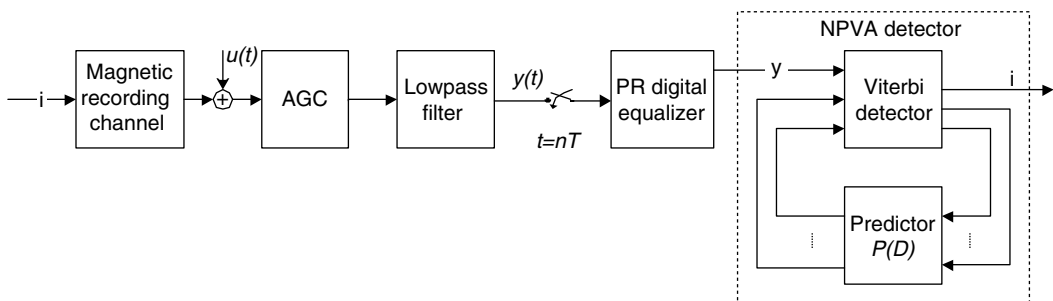 NPVA detector
i
Magnetic
recording
channel
u(t)
+
AGC
Lowpass
filter
y(t)
t=nT
PR digital
equalizer
y
Viterbi
detector
i
Predictor
P(D)